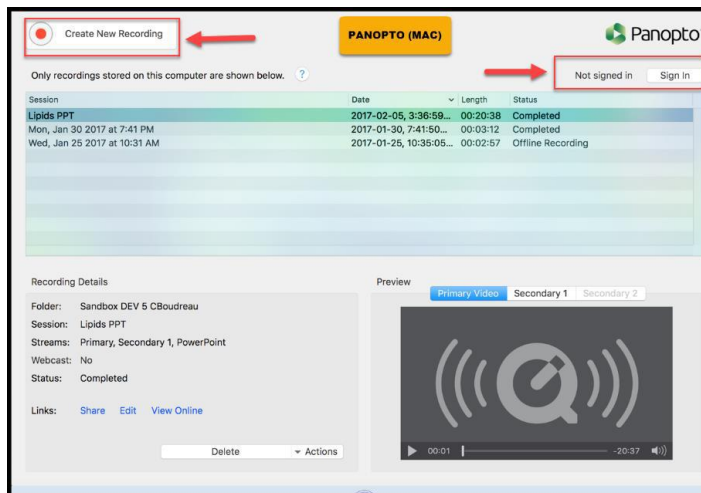 Create New Recording
PANOPTO (MAC)
Panopto
Only recordings stored on this computer are shown below. ?
Not signed in Sign In
Session Date Length Status
Lipids PPT 2017-02-05, 3:36:59... 00:20:38 Completed
Mon, Jan 30 2017 at 7:41 PM 2017-01-30, 7:41:50... 00:03:12 Completed
Wed, Jan 25 2017 at 10:31 AM 2017-01-25, 10:35:05... 00:02:57 Offline Recording
Recording Details
Preview
Primary Video Secondary 1 Secondary 2
Folder: Sandbox DEV 5 CBoudreau
Session: Lipids PPT
Streams: Primary, Secondary 1, PowerPoint
Webcast: No
Status: Completed
Links: Share Edit View Online
Delete Actions
00:01 -20:37